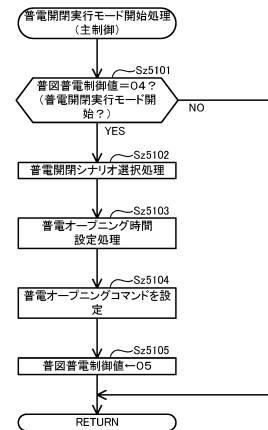 普電開閉実行モード開始処理
(主制御)
Sz5101
普図普電制御値=04?
(普電開閉実行モード開
始?)
NO
YES
Sz5102
普電開閉シナリオ選択処理
Sz5103
普電オープニング時間
設定処理
Sz5104
普電オープニングコマンドを設
定
Sz5105
普図普電制御値←05
RETURN